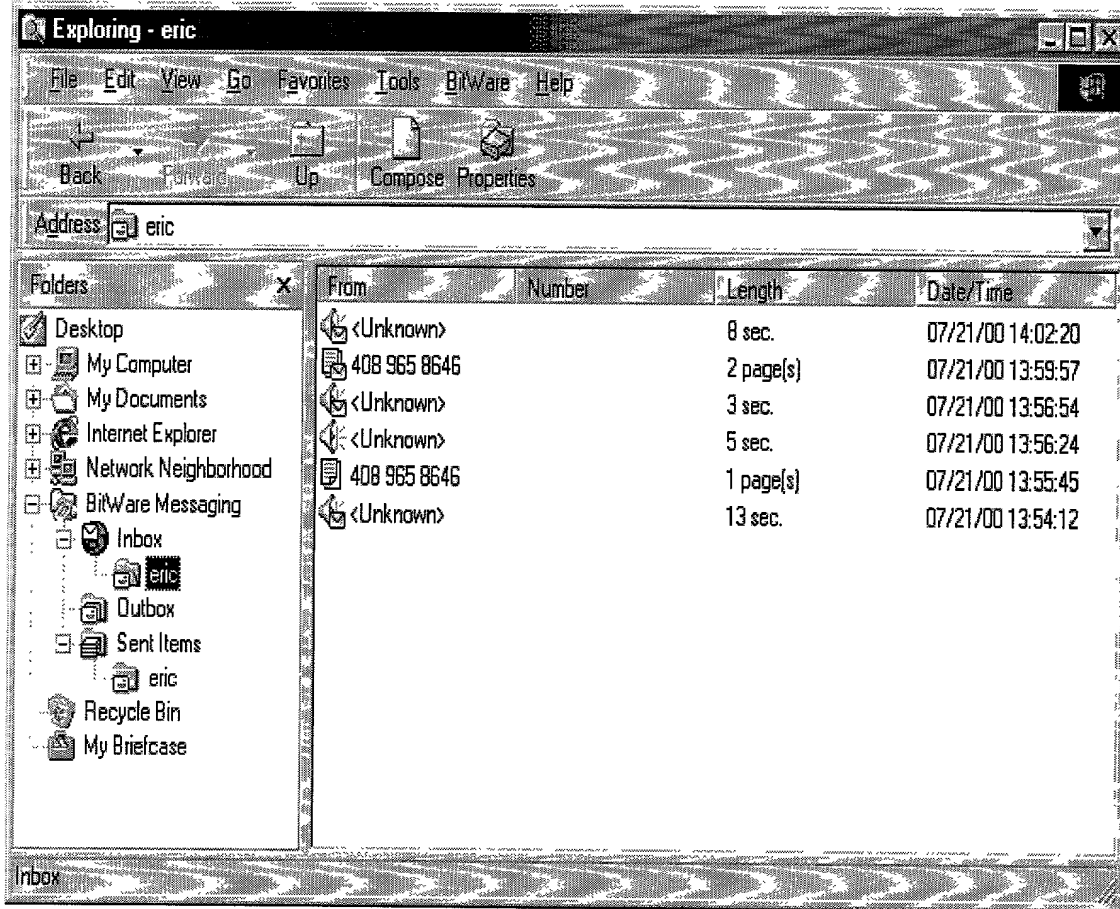 Exploring - eric
File Edit View Go Favorites Tools BitWare Help
Back Forward Up Compose Properties
Address eric
Folders x
Desktop
My Computer
My Documents
Internet Explorer
Network Neighborhood
BitWare Messaging
Inbox
eric
Outbox
Sent Items
eric
Recycle Bin
My Briefcase
From Number Length Date/Time
<Unknown> 8 sec. 07/21/00 14:02:20
408 965 8646 2 page(s) 07/21/00 13:59:57
<Unknown> 3 sec. 07/21/00 13:56:54
<Unknown> 5 sec. 07/21/00 13:56:24
408 965 8646 1 page(s) 07/21/00 13:55:45
<Unknown> 13 sec. 07/21/00 13:54:12
Inbox